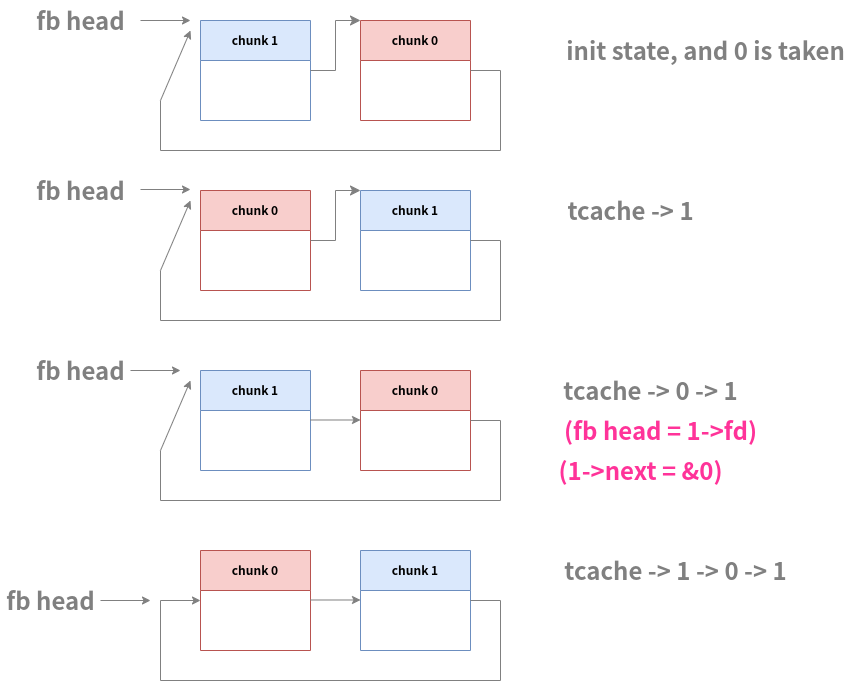 fb head
chunk 1
chunk 0
init state, and 0 is taken
fb head
chunk 0
chunk 1
tcache -> 1
fb head
chunk 1
chunk 0
tcache -> 0 -> 1
(fb head = 1->fd)
(1->next = &0)
fb head
chunk 0
chunk 1
tcache -> 1 -> 0 -> 1